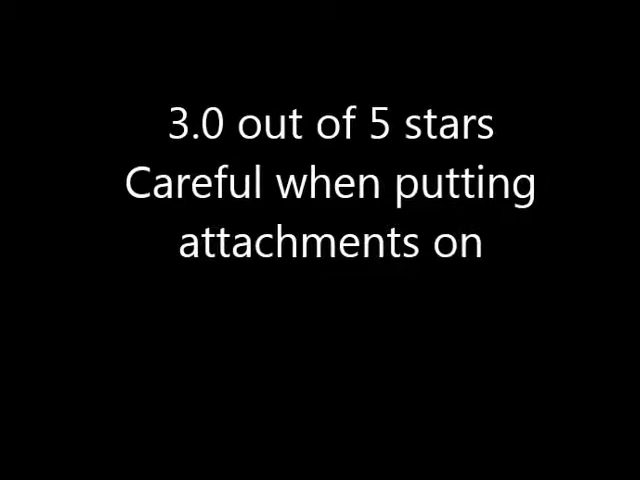 3.0 out of 5 stars
Careful when putting
attachments on